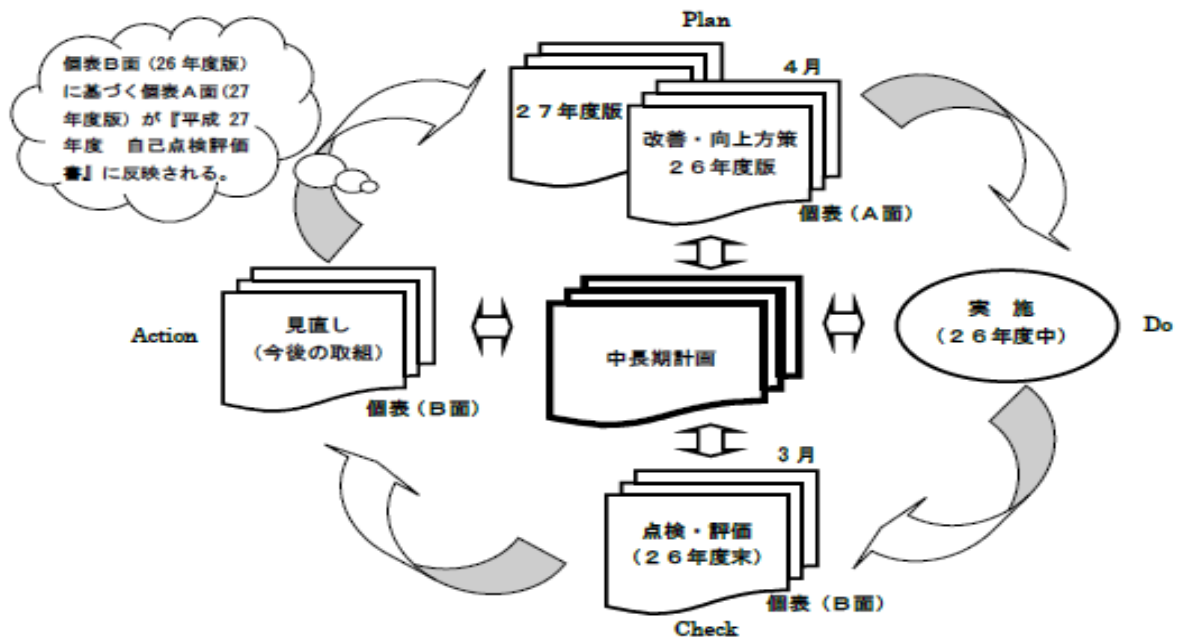 Plan
個表B面(26年度版)
に基づく個表A面(27
年度版)が『平成 27
年度 自己点検評価
書』に反映される。
4月
27年度版
改善・向上方策
26年度版
個表(A面)
Action
見直し
(今後の取組)
個表(B面)
中長期計画
実 施
(26年度中)
Do
3月
点検・評価
(26年度末)
個表(B面)
Check